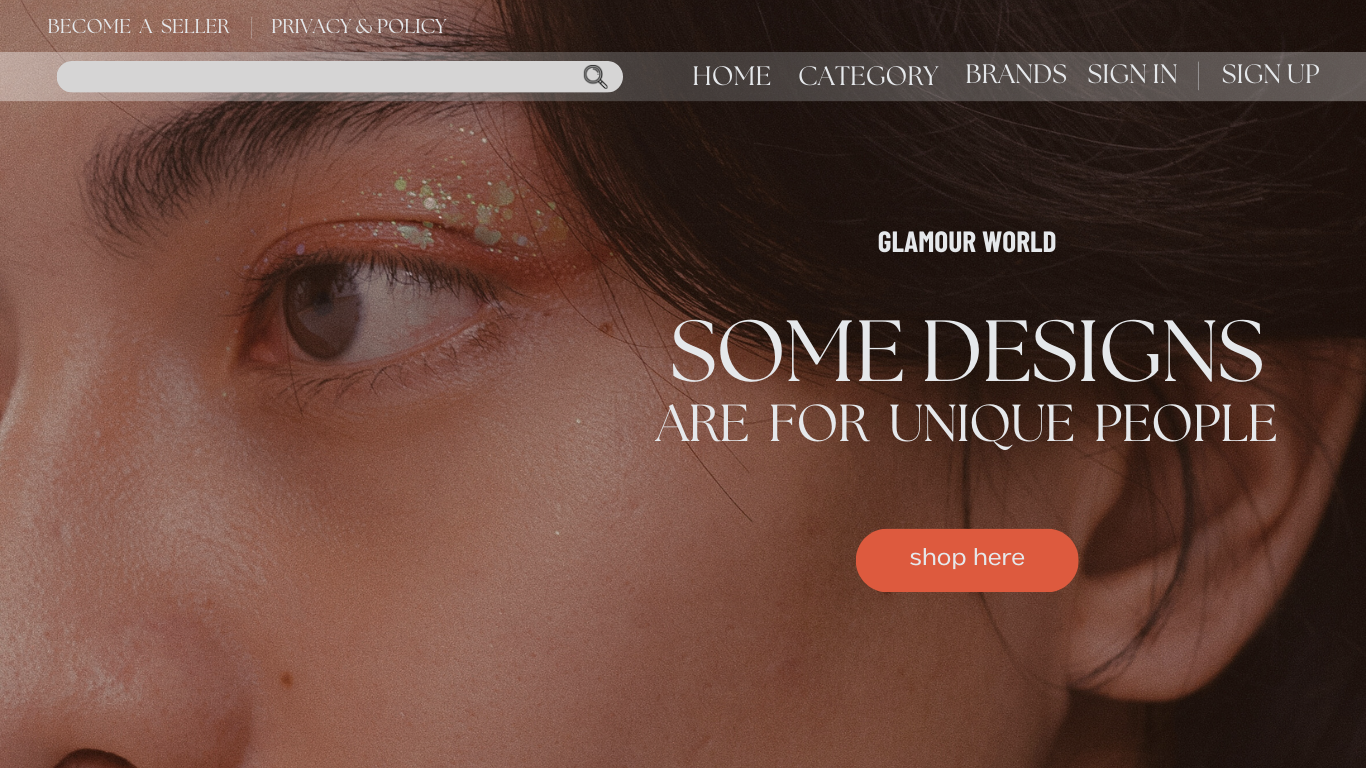 BECOME A SELLER | PRIVACY & POLICY
HOME CATEGORY BRANDS SIGN IN | SIGN UP
GLAMOUR WORLD
SOME DESIGNS
ARE FOR UNIQUE PEOPLE
shop here